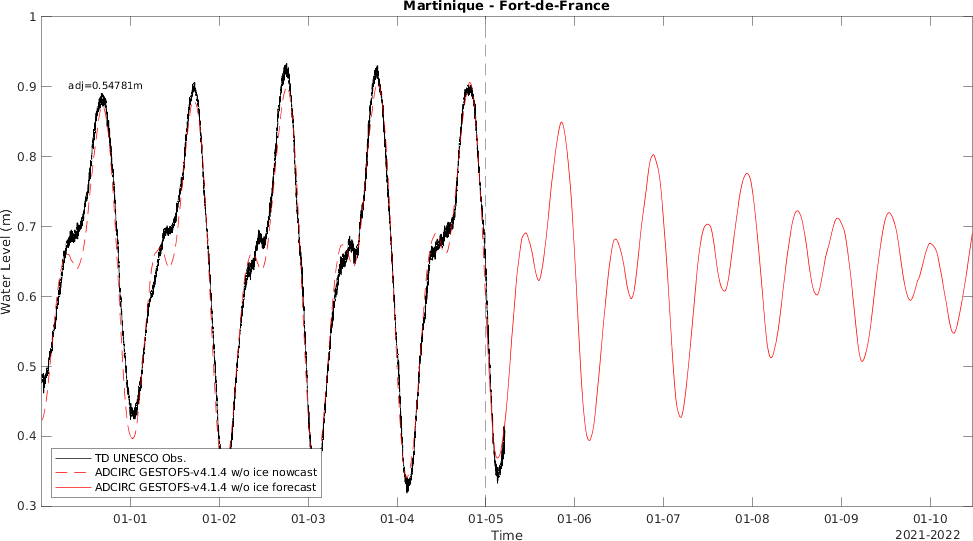 Martinique - Fort-de-France
adj=0.54781m
1
0.9
0.8
0.7
0.6
0.5
0.4
0.3
Water Level (m)
TD UNESCO Obs.
ADCIRC GESTOFS-v4.1.4 w/o ice nowcast
ADCIRC GESTOFS-v4.1.4 w/o ice forecast
01-01 01-02 01-03 01-04 01-05 01-06 01-07 01-08 01-09 01-10
Time
2021-2022